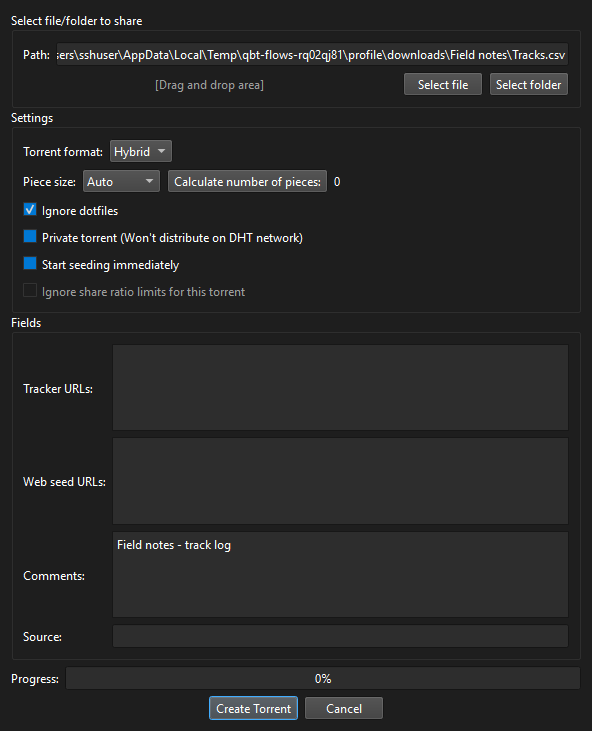 Select file/folder to share
Path: sers\sshuser\AppData\Local\Temp\qbt-flows-rq02qj81\profile\downloads\Field notes\Tracks.csv
[Drag and drop area] Select file Select folder
Settings
Torrent format: Hybrid
Piece size: Auto Calculate number of pieces: 0
Ignore dotfiles
Private torrent (Won't distribute on DHT network)
Start seeding immediately
Ignore share ratio limits for this torrent
Fields
Tracker URLs:
Web seed URLs:
Field notes - track log
Comments:
Source:
Progress: 0%
Create Torrent Cancel